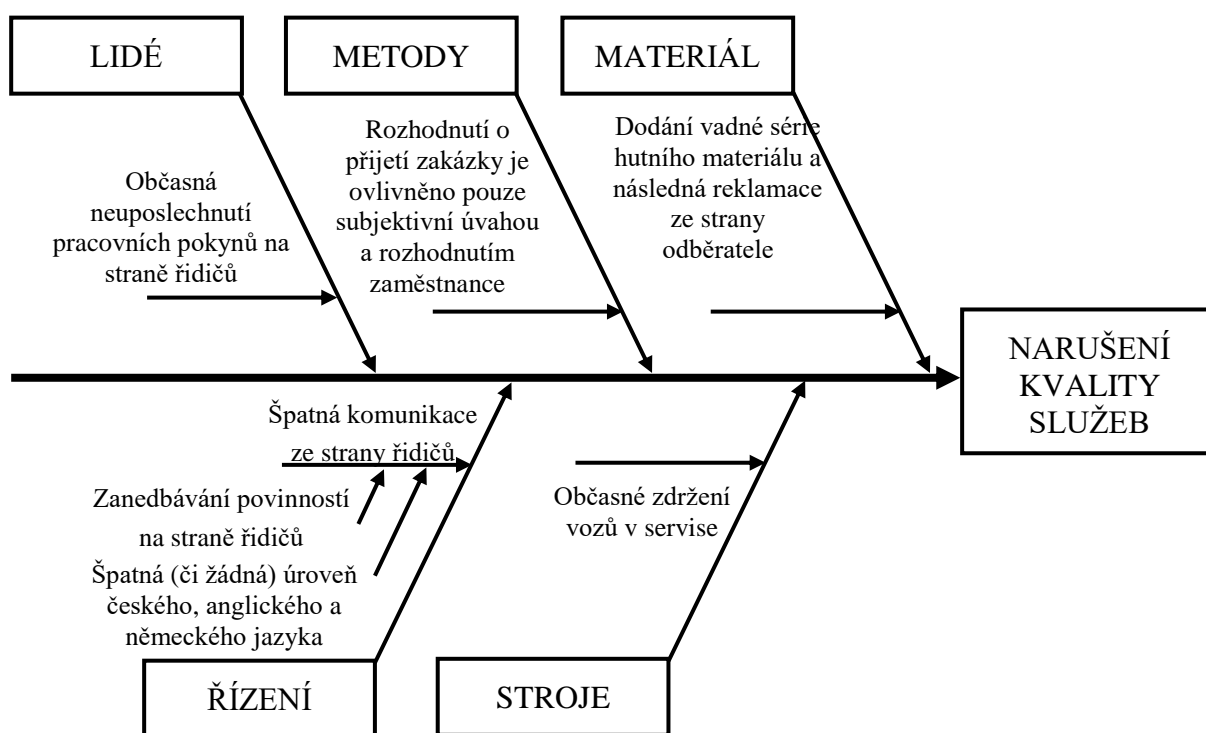 LIDÉ
METODY
MATERIÁL
Občasná
neuposlechnutí
pracovních pokynů na
straně řidičů
Rozhodnutí o
přijetí zakázky je
ovlivněno pouze
subjektivní úvahou
a rozhodnutím
zaměstnance
Dodání vadné série
hutního materiálu a
následná reklamace
ze strany
odběratele
NARUŠENÍ
KVALITY
SLUŽEB
Špatná komunikace
ze strany řidičů
Zanedbávání povinností
na straně řidičů
Špatná (či žádná) úroveň
českého, anglického a
německého jazyka
Občasné zdržení
vozů v servise
ŘÍZENÍ
STROJE